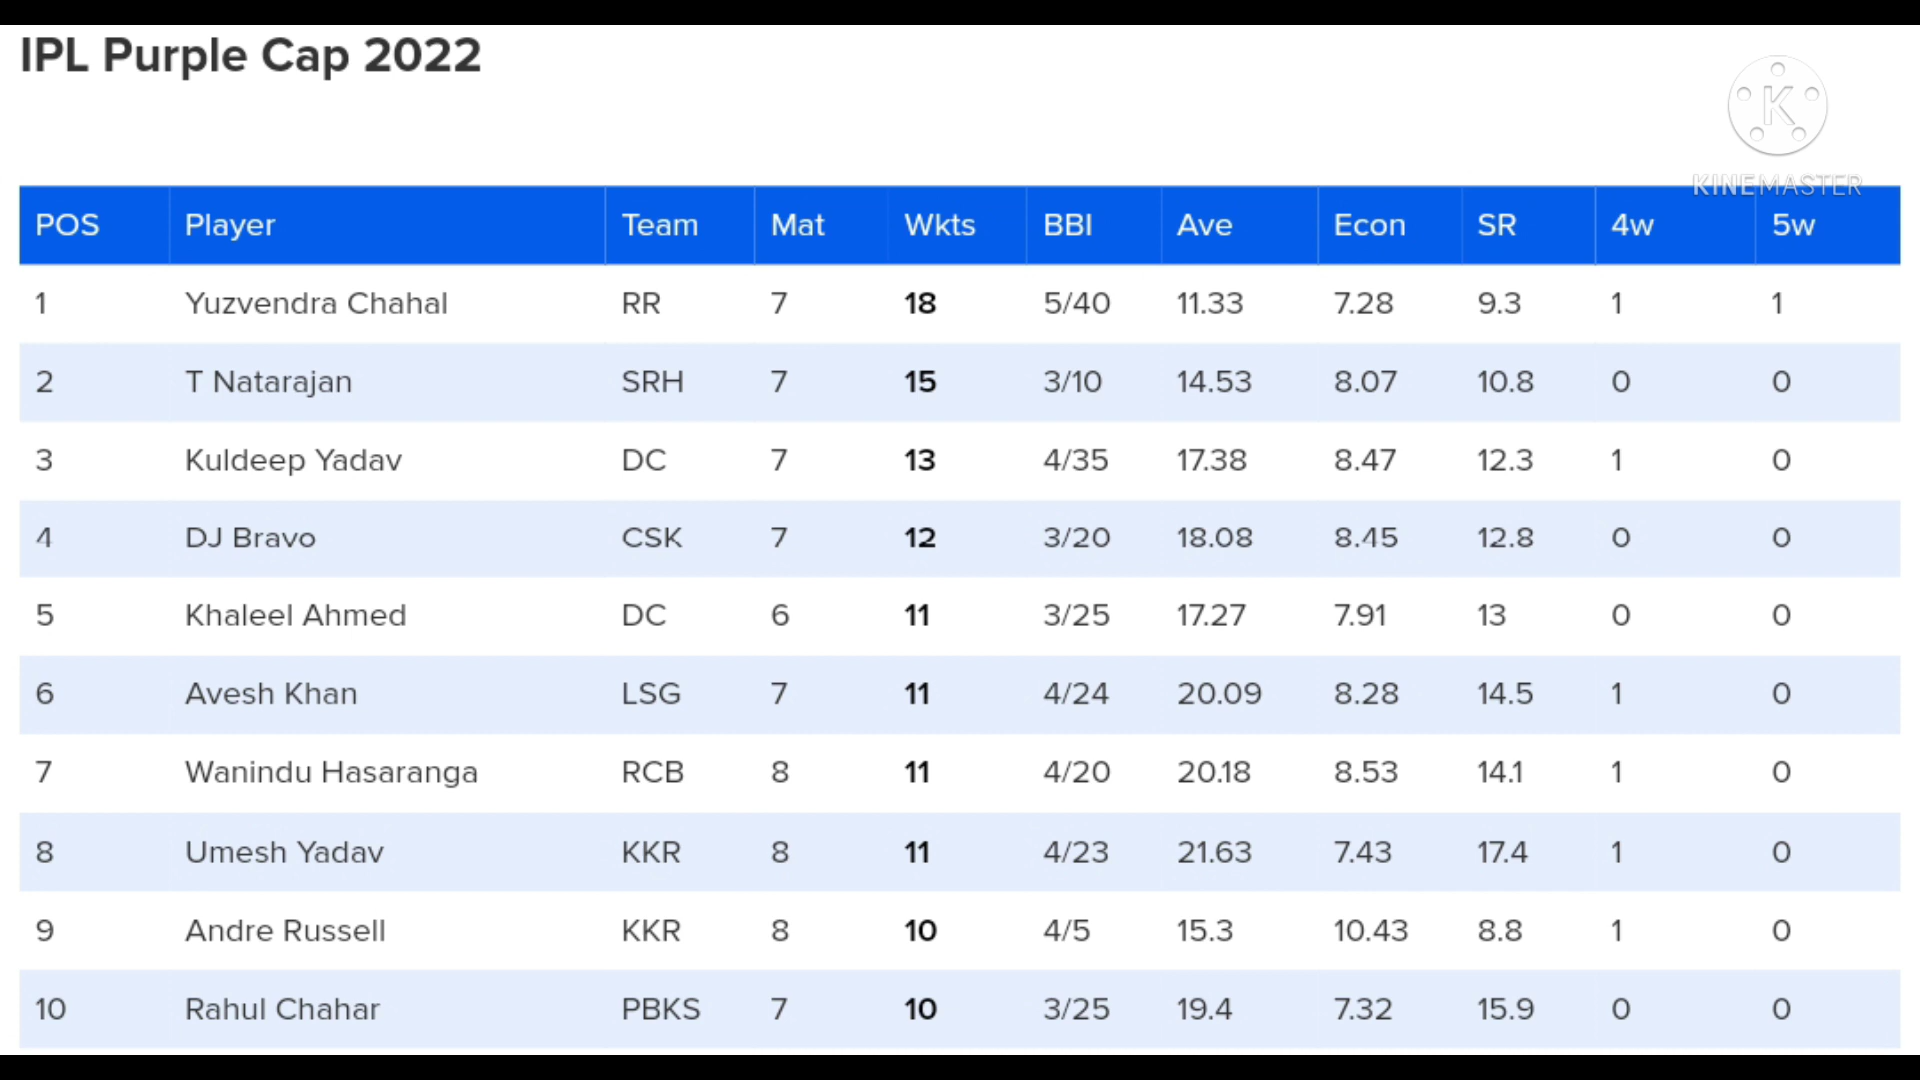 IPL Purple Cap 2022
K
KINEMASTER
POS Player Team Mat Wkts BBI Ave Econ SR 4w 5w
1 Yuzvendra Chahal RR 7 18 5/40 11.33 7.28 9.3 1 1
2 T Natarajan SRH 7 15 3/10 14.53 8.07 10.8 0 0
3 Kuldeep Yadav DC 7 13 4/35 17.38 8.47 12.3 1 0
4 DJ Bravo CSK 7 12 3/20 18.08 8.45 12.8 0 0
5 Khaleel Ahmed DC 6 11 3/25 17.27 7.91 13 0 0
6 Avesh Khan LSG 7 11 4/24 20.09 8.28 14.5 1 0
7 Wanindu Hasaranga RCB 8 11 4/20 20.18 8.53 14.1 1 0
8 Umesh Yadav KKR 8 11 4/23 21.63 7.43 17.4 1 0
9 Andre Russell KKR 8 10 4/5 15.3 10.43 8.8 1 0
10 Rahul Chahar PBKS 7 10 3/25 19.4 7.32 15.9 0 0